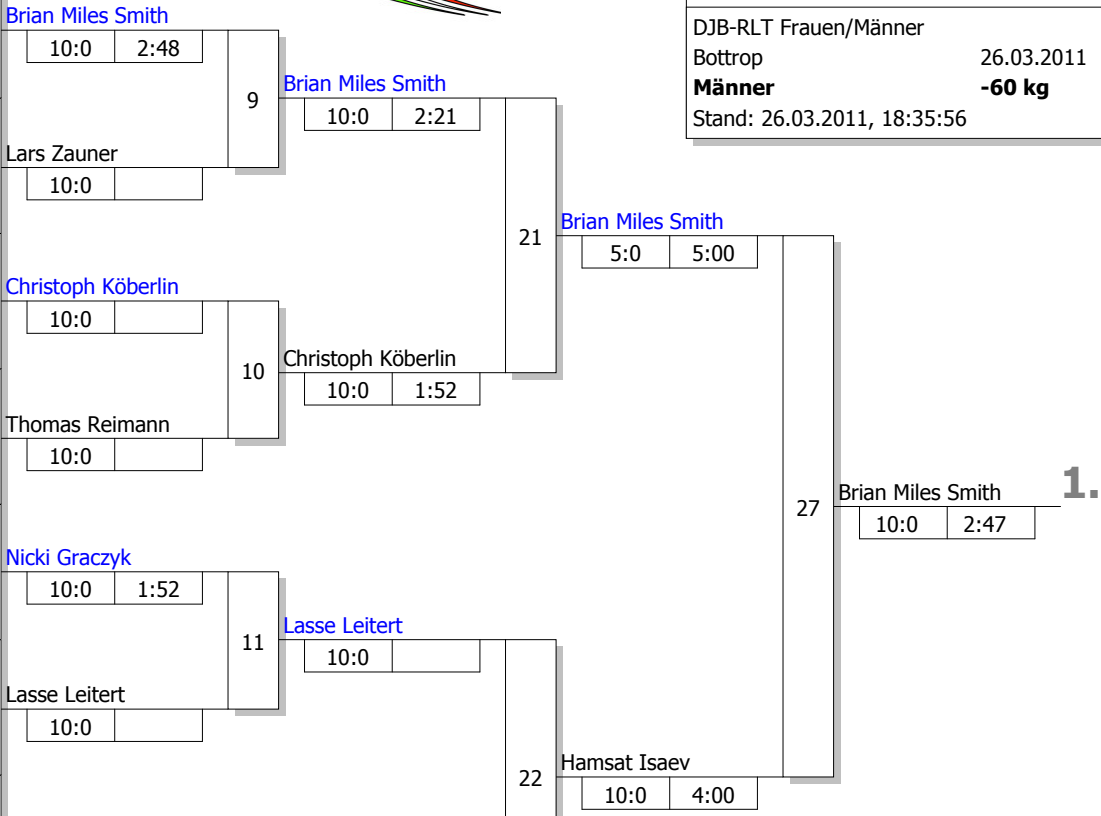 Brian Miles Smith
10:0 2:48
DJB-RLT Frauen/Männer
Bottrop 26.03.2011
Männer -60 kg
Stand: 26.03.2011, 18:35:56
9
Brian Miles Smith
10:0 2:21
Lars Zauner
10:0
21
Brian Miles Smith
5:0 5:00
Christoph Köberlin
10:0
10
Christoph Köberlin
10:0 1:52
Thomas Reimann
10:0
27
Brian Miles Smith 1.
10:0 2:47
Nicki Graczyk
10:0 1:52
11
Lasse Leitert
10:0
Lasse Leitert
10:0
22
Hamsat Isaev
10:0 4:00